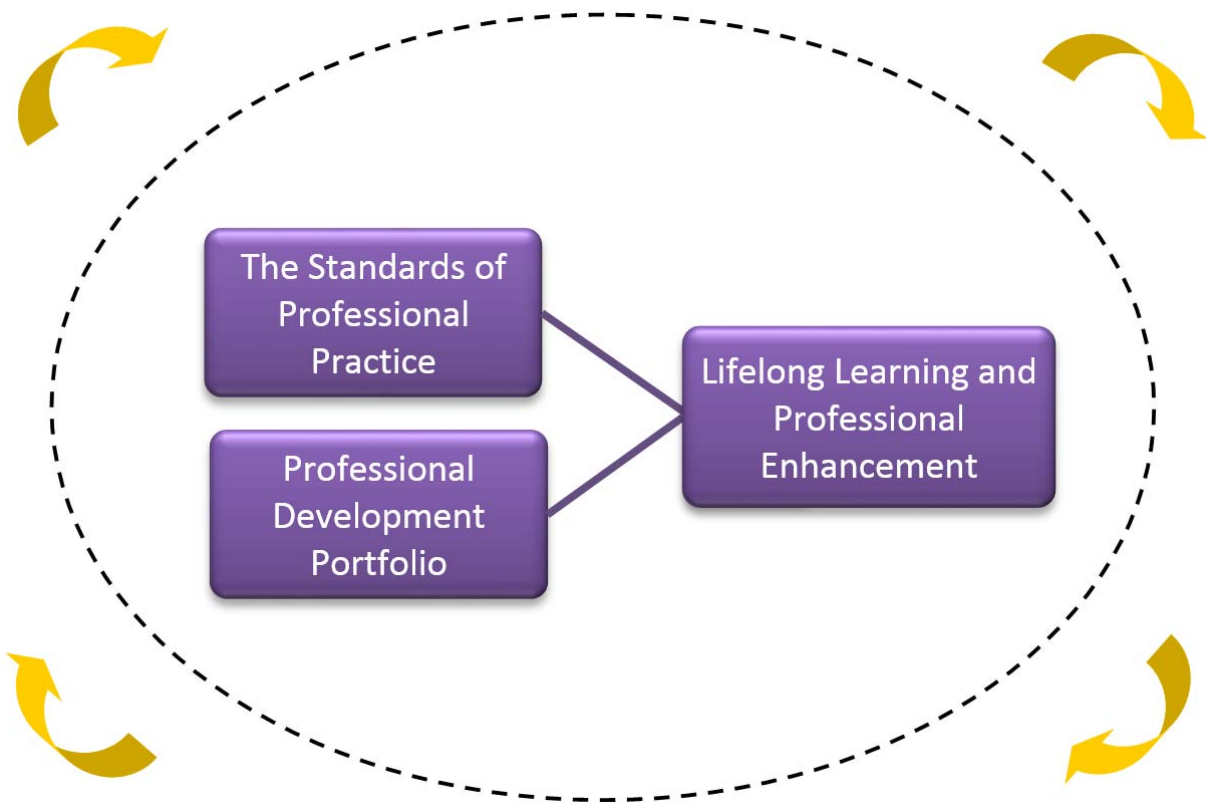 The Standards of
Professional
Practice
Professional
Development
Portfolio
Lifelong Learning and
Professional
Enhancement